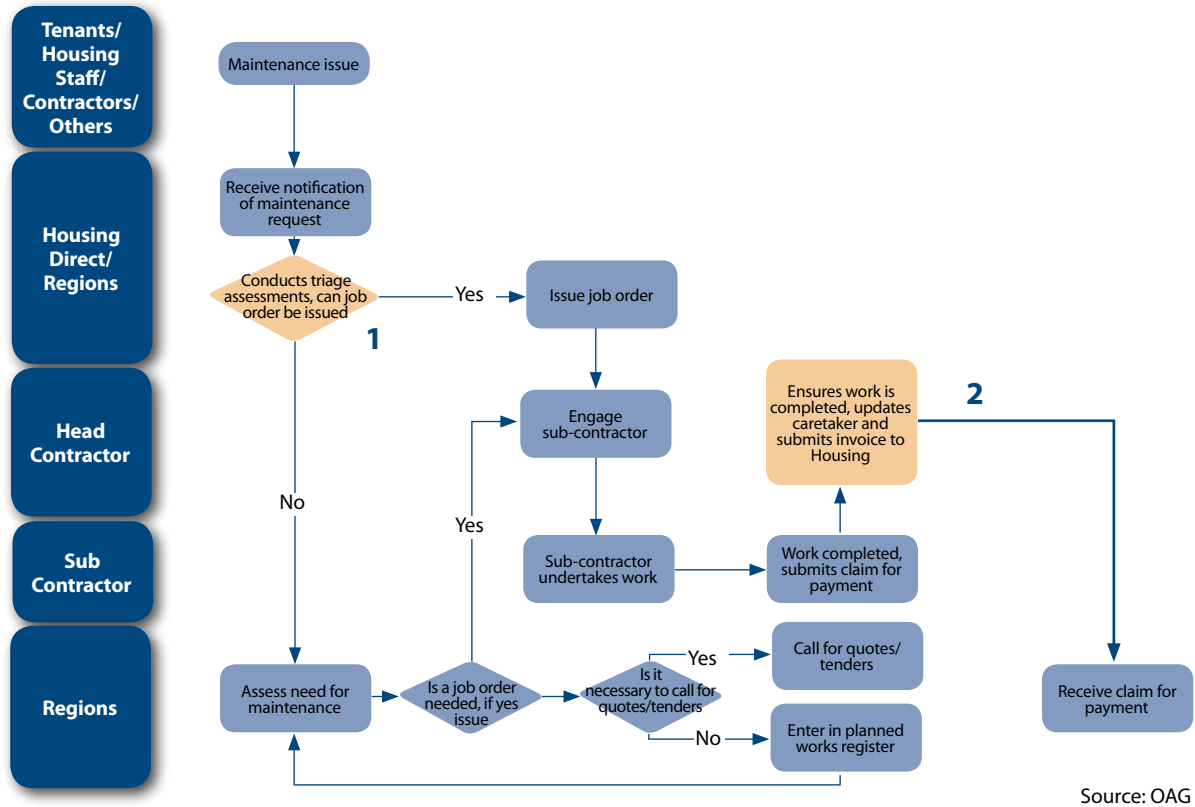 Tenants/
Housing
Staff/
Contractors/
Others
Maintenance issue
Housing
Direct/
Regions
Receive notification
of maintenance
request
Conducts triage
assessments, can job
order be issued
1
Yes
Issue job order
No
Head
Contractor
Engage
sub-contractor
Yes
Ensures work is
completed, updates
caretaker and
submits invoice to
Housing
2
Sub
Contractor
Sub-contractor
undertakes work
Work completed,
submits claim for
payment
Regions
Assess need for
maintenance
Is a job order
needed, if yes
issue
Is it
necessary to call for
quotes/tenders
Yes
Call for quotes/
tenders
No
Enter in planned
works register
Receive claim for
payment
Source: OAG